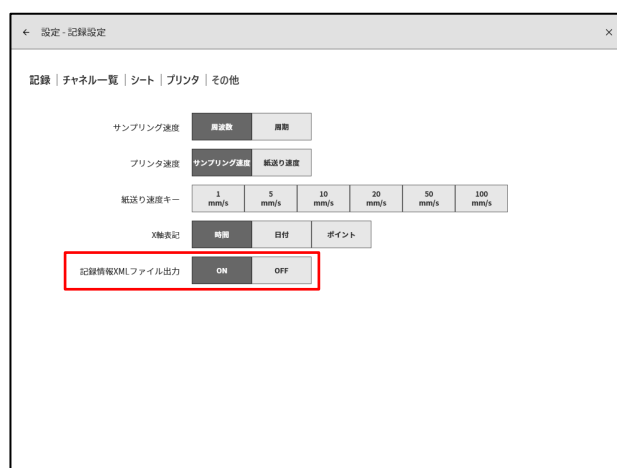 ← 設定 - 記録設定 ×
記録 | チャネル一覧 | シート | プリンタ | その他
サンプリング速度 周波数 周期
プリンタ速度 サンプリング速度 紙送り速度
紙送り速度キー 1 mm/s 5 mm/s 10 mm/s 20 mm/s 50 mm/s 100 mm/s
X軸表記 時間 日付 ポイント
記録情報XMLファイル出力 ON OFF